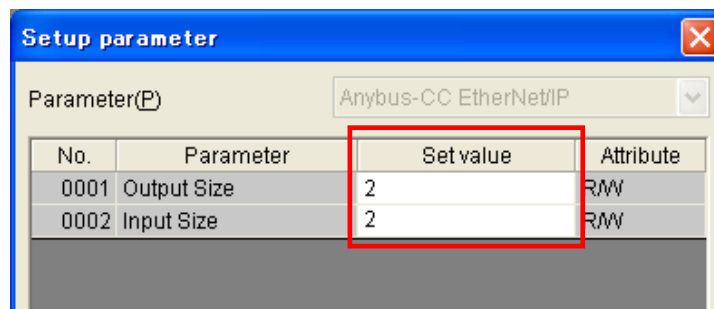 Setup parameter
Parameter(P) Anybus-CC EtherNet/IP
No. Parameter Set value Attribute
0001 Output Size 2 R/W
0002 Input Size 2 R/W